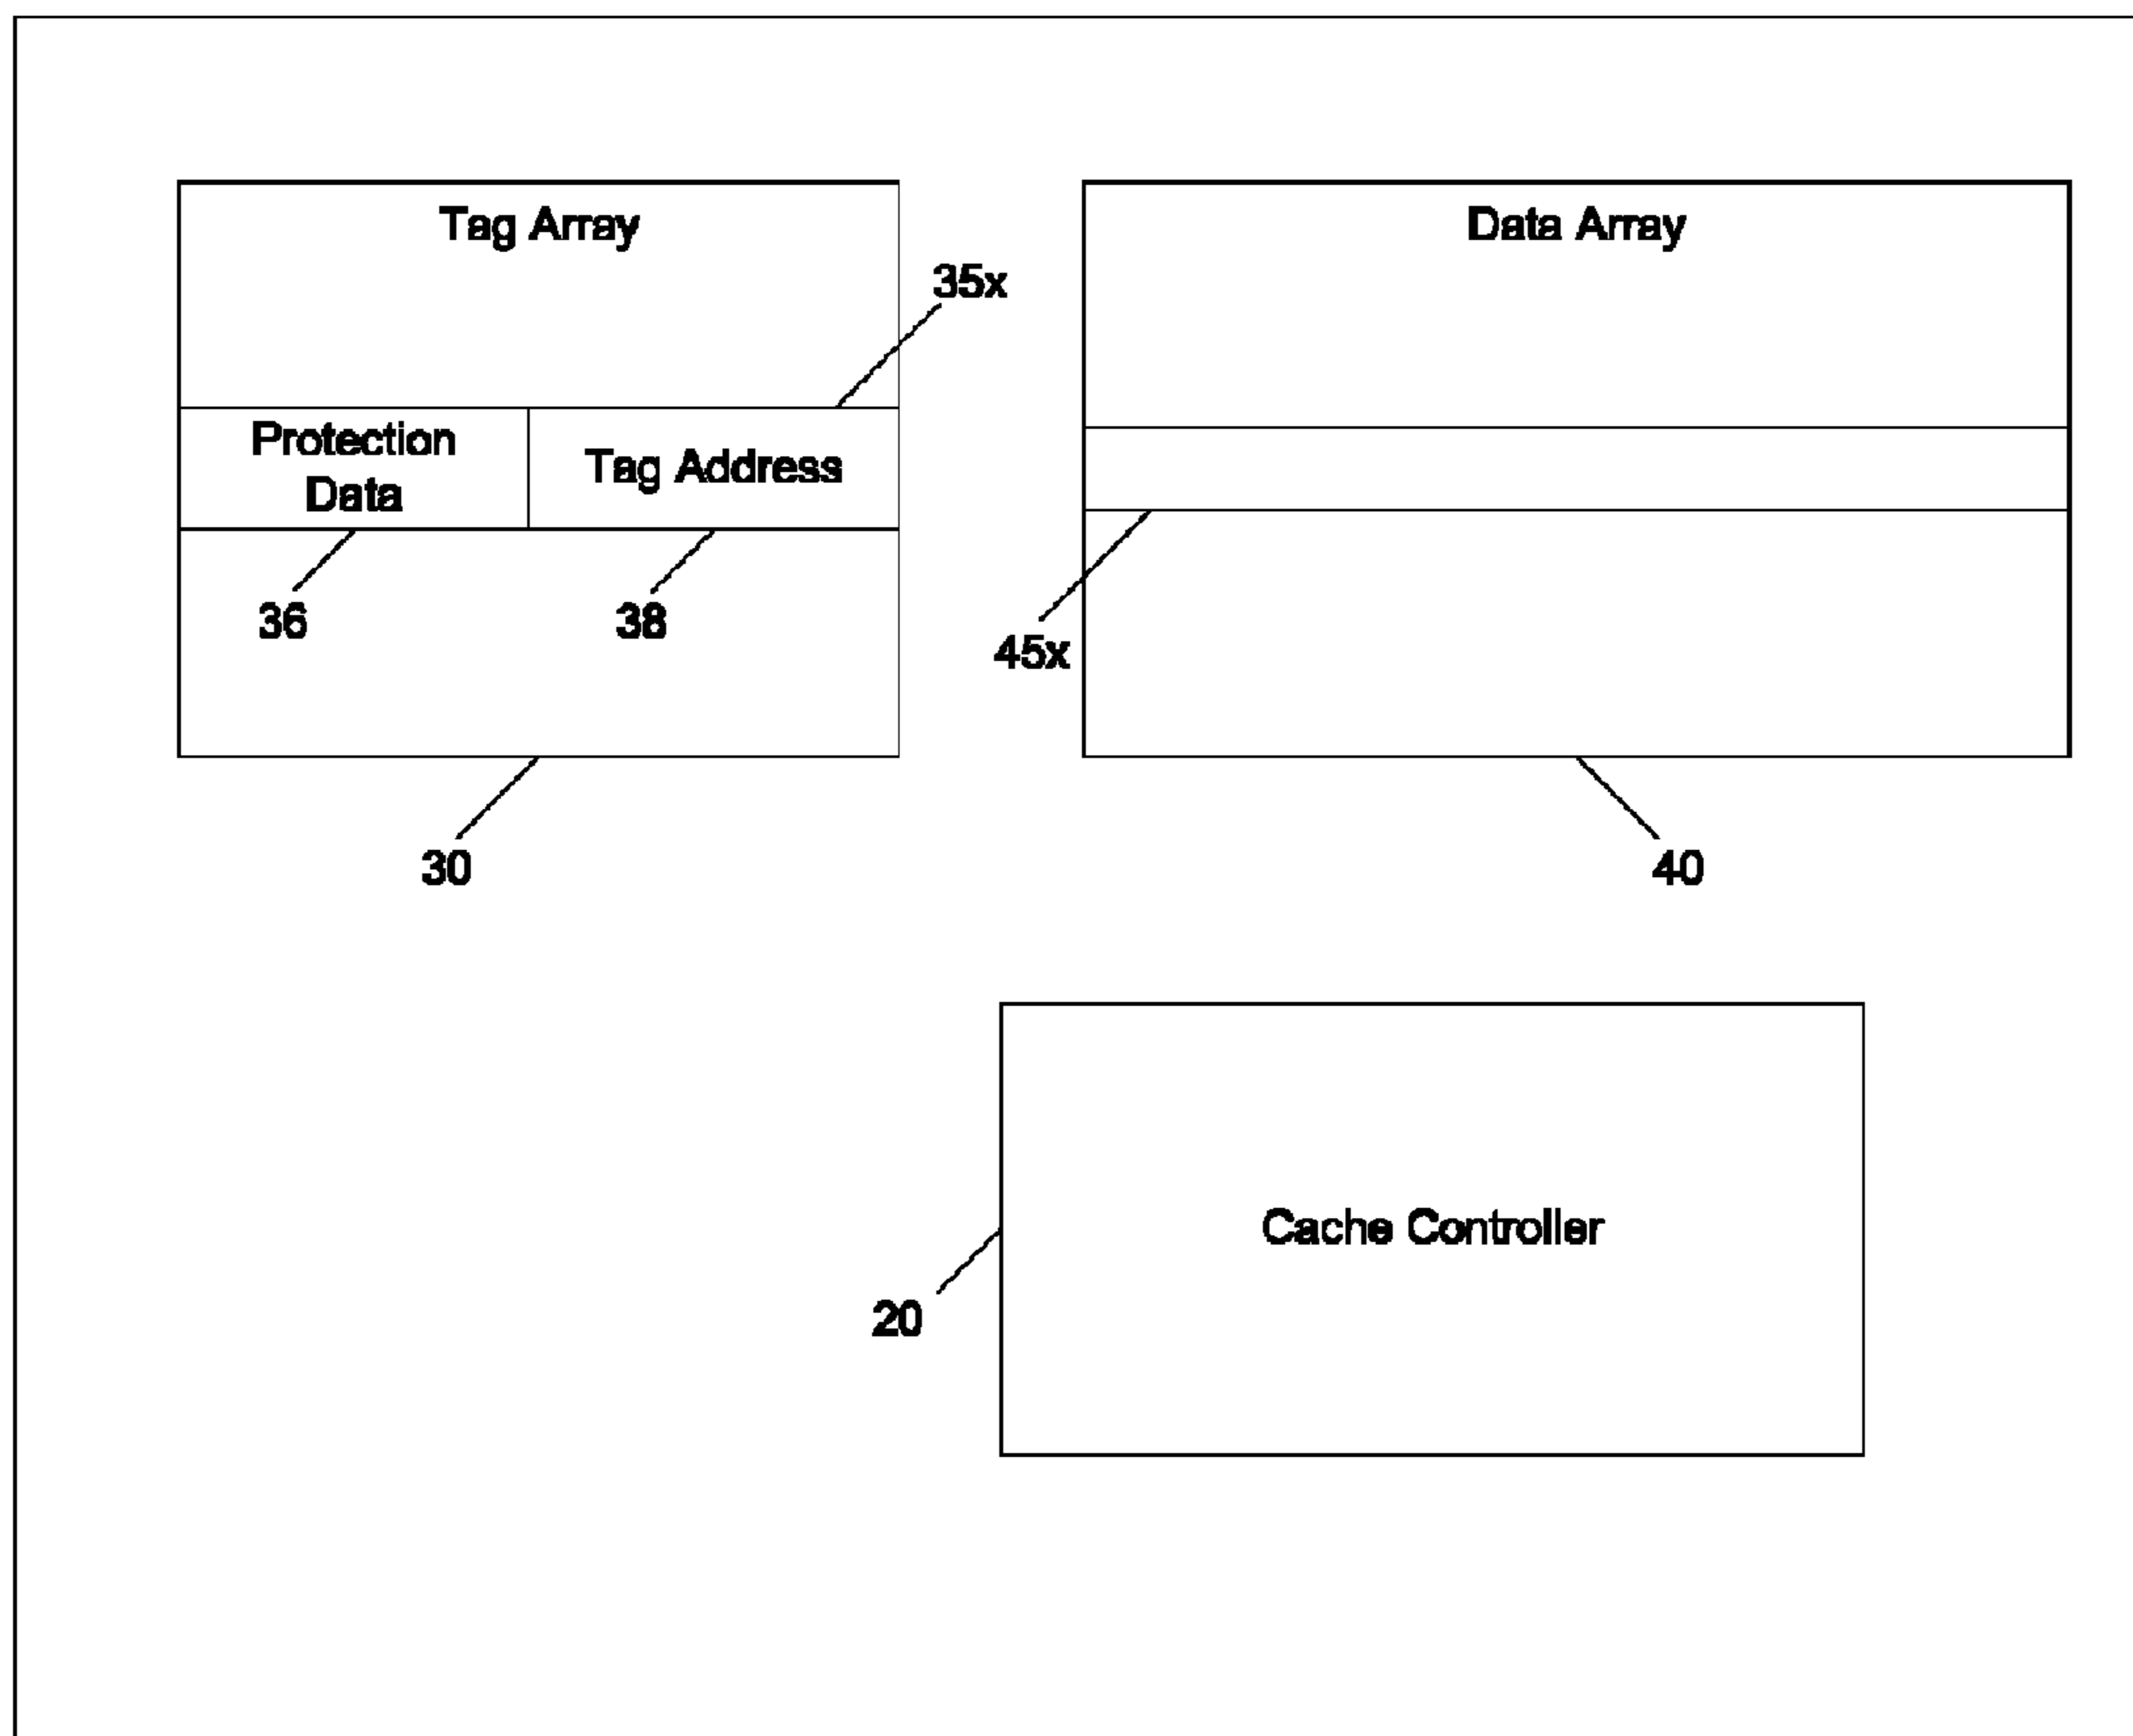 Tag Array
Data Array
35x
Protection
Data
Tag Address
36
38
45x
30
40
Cache Controller
20